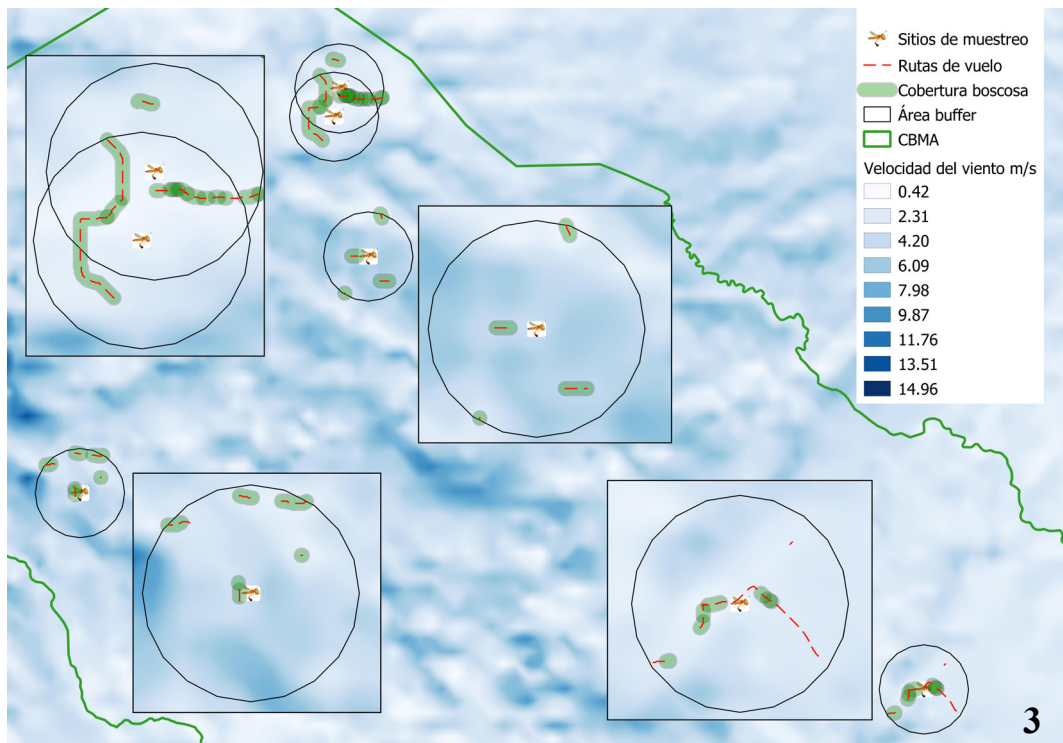 Sitios de muestreo
Rutas de vuelo
Cobertura boscosa
Área buffer
CBMA
Velocidad del viento m/s
0.42
2.31
4.20
6.09
7.98
9.87
11.76
13.51
14.96
3